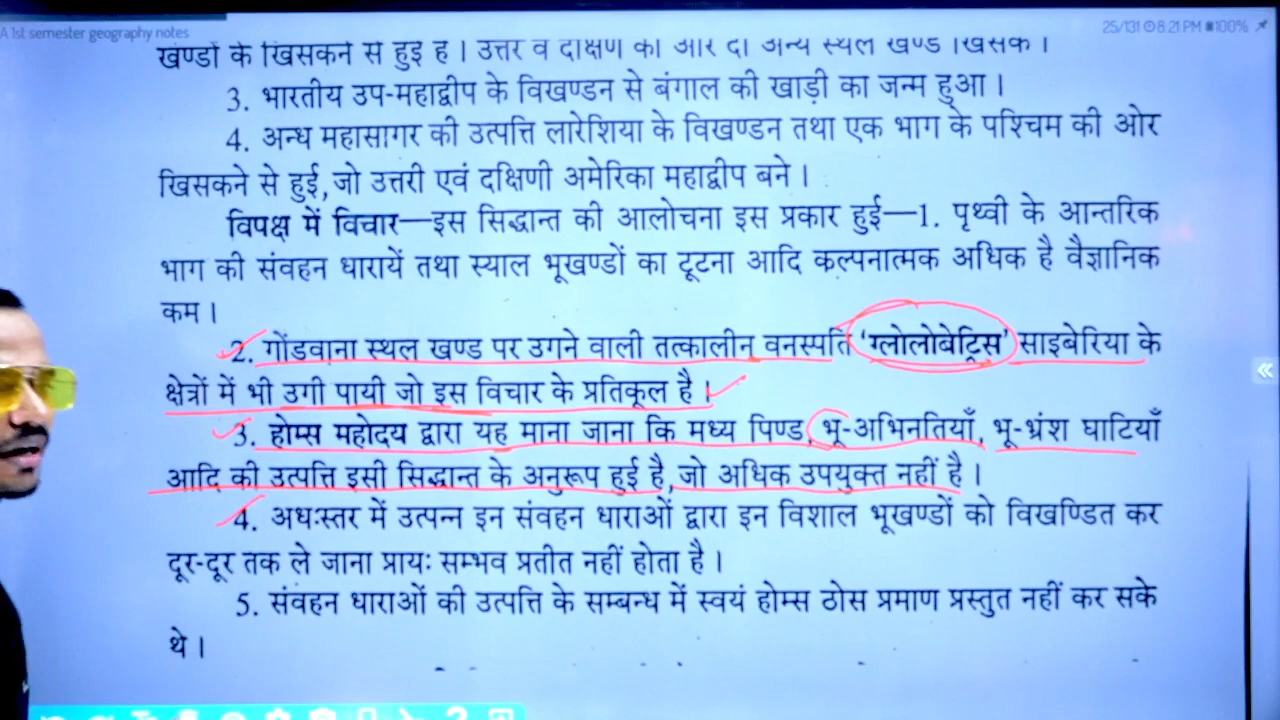 A 1st semester geography notes
25/131 8:21 PM 100%
खण्डों के खिसकने से हुई है। उत्तर व दक्षिण की ओर दो अन्य स्थल खण्ड खिसके।
3. भारतीय उप-महाद्वीप के विखण्डन से बंगाल की खाड़ी का जन्म हुआ।
4. अन्ध महासागर की उत्पत्ति लारेशिया के विखण्डन तथा एक भाग के पश्चिम की ओर
खिसकने से हुई, जो उत्तरी एवं दक्षिणी अमेरिका महाद्वीप बने।
विपक्ष में विचार—इस सिद्धान्त की आलोचना इस प्रकार हुई—1. पृथ्वी के आन्तरिक
भाग की संवहन धारायें तथा स्याल भूखण्डों का टूटना आदि कल्पनात्मक अधिक है वैज्ञानिक
कम।
2. गोंडवाना स्थल खण्ड पर उगने वाली तत्कालीन वनस्पति ‘ग्लोलोबेट्रिस’ साइबेरिया के
क्षेत्रों में भी उगी पायी जो इस विचार के प्रतिकूल है।
3. होम्स महोदय द्वारा यह माना जाना कि मध्य पिण्ड, भू-अभिनतियाँ, भू-भ्रंश घाटियाँ
आदि की उत्पत्ति इसी सिद्धान्त के अनुरूप हुई है, जो अधिक उपयुक्त नहीं है।
4. अधःस्तर में उत्पन्न इन संवहन धाराओं द्वारा इन विशाल भूखण्डों को विखण्डित कर
दूर-दूर तक ले जाना प्रायः सम्भव प्रतीत नहीं होता है।
5. संवहन धाराओं की उत्पत्ति के सम्बन्ध में स्वयं होम्स ठोस प्रमाण प्रस्तुत नहीं कर सके
थे।